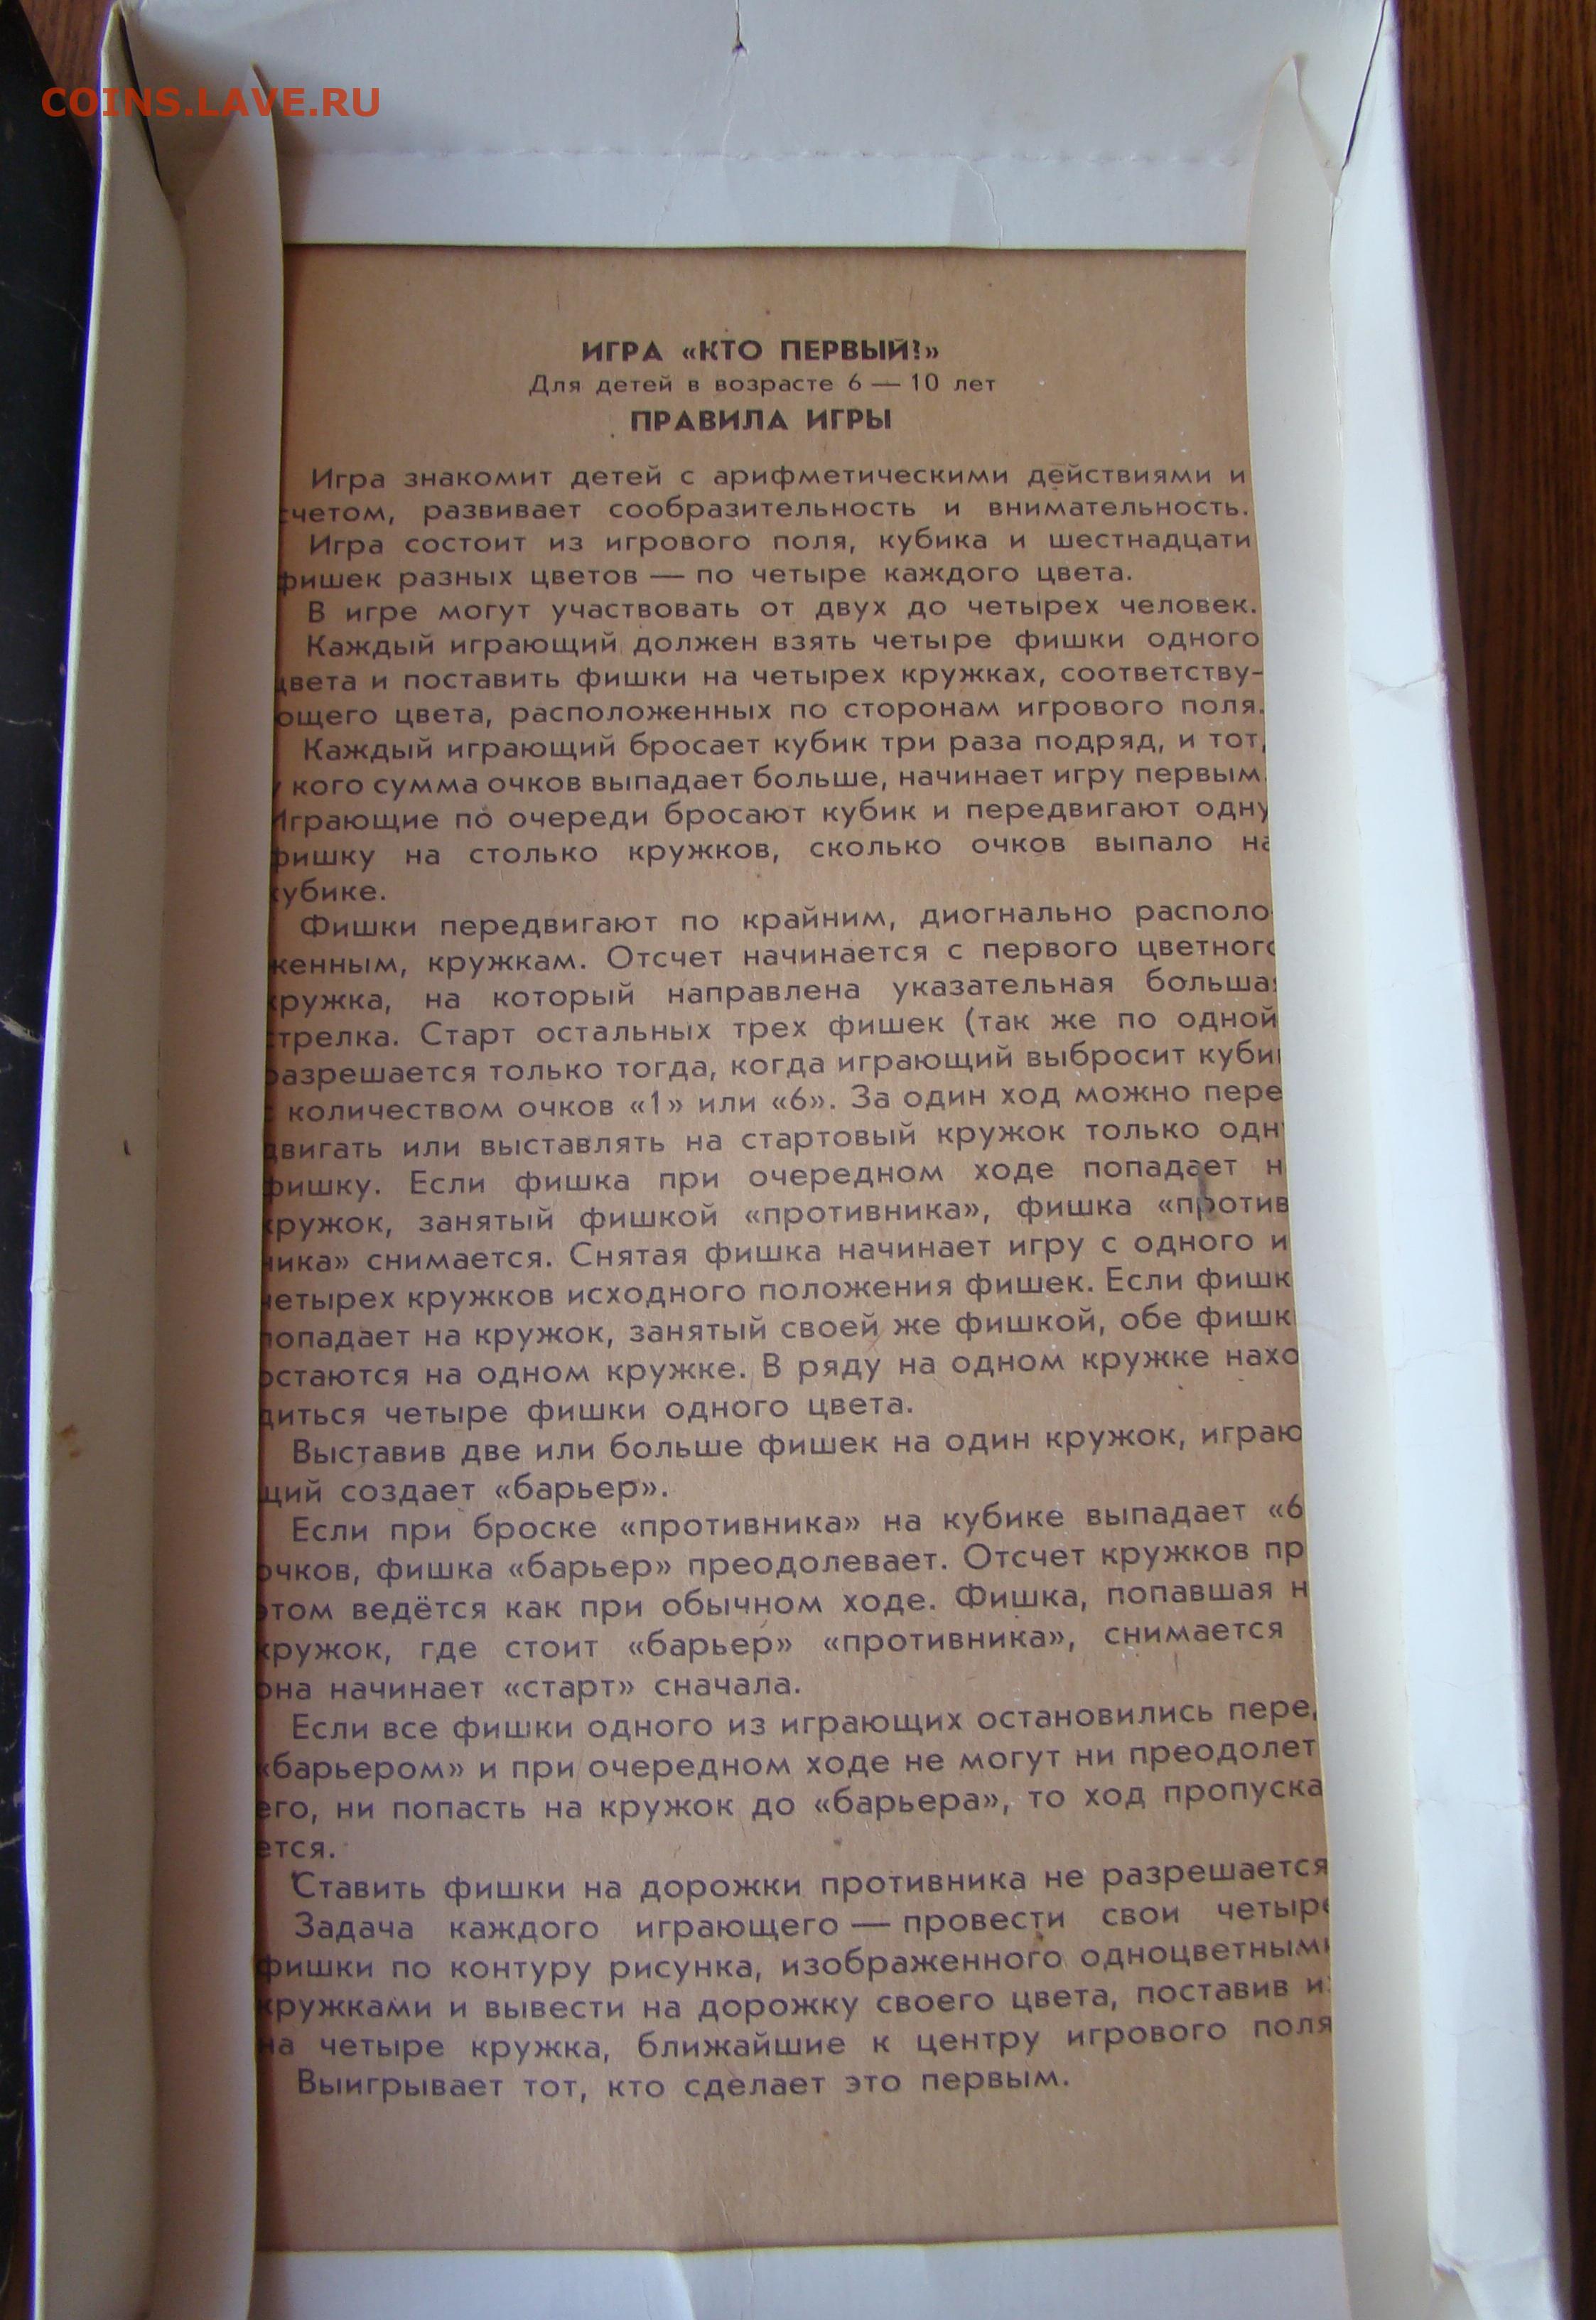 COINS.LAVE.RU
ИГРА «КТО ПЕРВЫЙ?»
Для детей в возрасте 6 — 10 лет
ПРАВИЛА ИГРЫ
Игра знакомит детей с арифметическими действиями и
счетом, развивает сообразительность и внимательность.
Игра состоит из игрового поля, кубика и шестнадцати
фишек разных цветов — по четыре каждого цвета.
В игре могут участвовать от двух до четырех человек.
Каждый играющий должен взять четыре фишки одного
цвета и поставить фишки на четырех кружках, соответству-
ющего цвета, расположенных по сторонам игрового поля.
Каждый играющий бросает кубик три раза подряд, и тот,
у кого сумма очков выпадает больше, начинает игру первым.
Играющие по очереди бросают кубик и передвигают одну
фишку на столько кружков, сколько очков выпало на
кубике.
Фишки передвигают по крайним, диогнально располо-
женным, кружкам. Отсчет начинается с первого цветного
кружка, на который направлена указательная большая
стрелка. Старт остальных трех фишек (так же по одной
разрешается только тогда, когда играющий выбросит кубик
с количеством очков «1» или «6». За один ход можно пере
двигать или выставлять на стартовый кружок только одн
фишку. Если фишка при очередном ходе попадает н
кружок, занятый фишкой «противника», фишка «против
ника» снимается. Снятая фишка начинает игру с одного и
четырех кружков исходного положения фишек. Если фишк
попадает на кружок, занятый своей же фишкой, обе фишк
остаются на одном кружке. В ряду на одном кружке нахо
диться четыре фишки одного цвета.
Выставив две или больше фишек на один кружок, играю
щий создает «барьер».
Если при броске «противника» на кубике выпадает «6
очков, фишка «барьер» преодолевает. Отсчет кружков пр
этом ведётся как при обычном ходе. Фишка, попавшая н
кружок, где стоит «барьер» «противника», снимается
она начинает «старт» сначала.
Если все фишки одного из играющих остановились пере
«барьером» и при очередном ходе не могут ни преодолет
его, ни попасть на кружок до «барьера», то ход пропуска
ется.
Ставить фишки на дорожки противника не разрешается
Задача каждого играющего — провести свои четыре
фишки по контуру рисунка, изображенного одноцветными
кружками и вывести на дорожку своего цвета, поставив их
на четыре кружка, ближайшие к центру игрового поля
Выигрывает тот, кто сделает это первым.